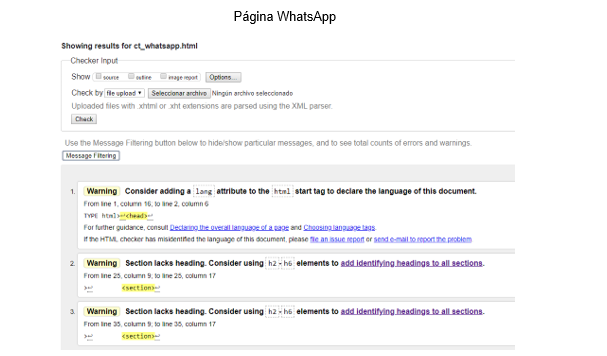 Página WhatsApp
Showing results for ct_whatsapp.html
Checker Input
Show source outline image report Options...
Check by file upload Seleccionar archivo Ningún archivo seleccionado
Uploaded files with .xhtml or .xht extensions are parsed using the XML parser.
Check
Use the Message Filtering button below to hide/show particular messages, and to see total counts of errors and warnings.
Message Filtering
1. Warning Consider adding a lang attribute to the html start tag to declare the language of this document.
From line 1, column 16; to line 2, column 6
TYPE html>↩<head>↩
For further guidance, consult Declaring the overall language of a page and Choosing language tags.
If the HTML checker has misidentified the language of this document, please file an issue report or send e-mail to report the problem.
2. Warning Section lacks heading. Consider using h2-h6 elements to add identifying headings to all sections.
From line 25, column 9; to line 25, column 17
>↩ <section>↩
3. Warning Section lacks heading. Consider using h2-h6 elements to add identifying headings to all sections.
From line 35, column 9; to line 35, column 17
>↩ <section>↩